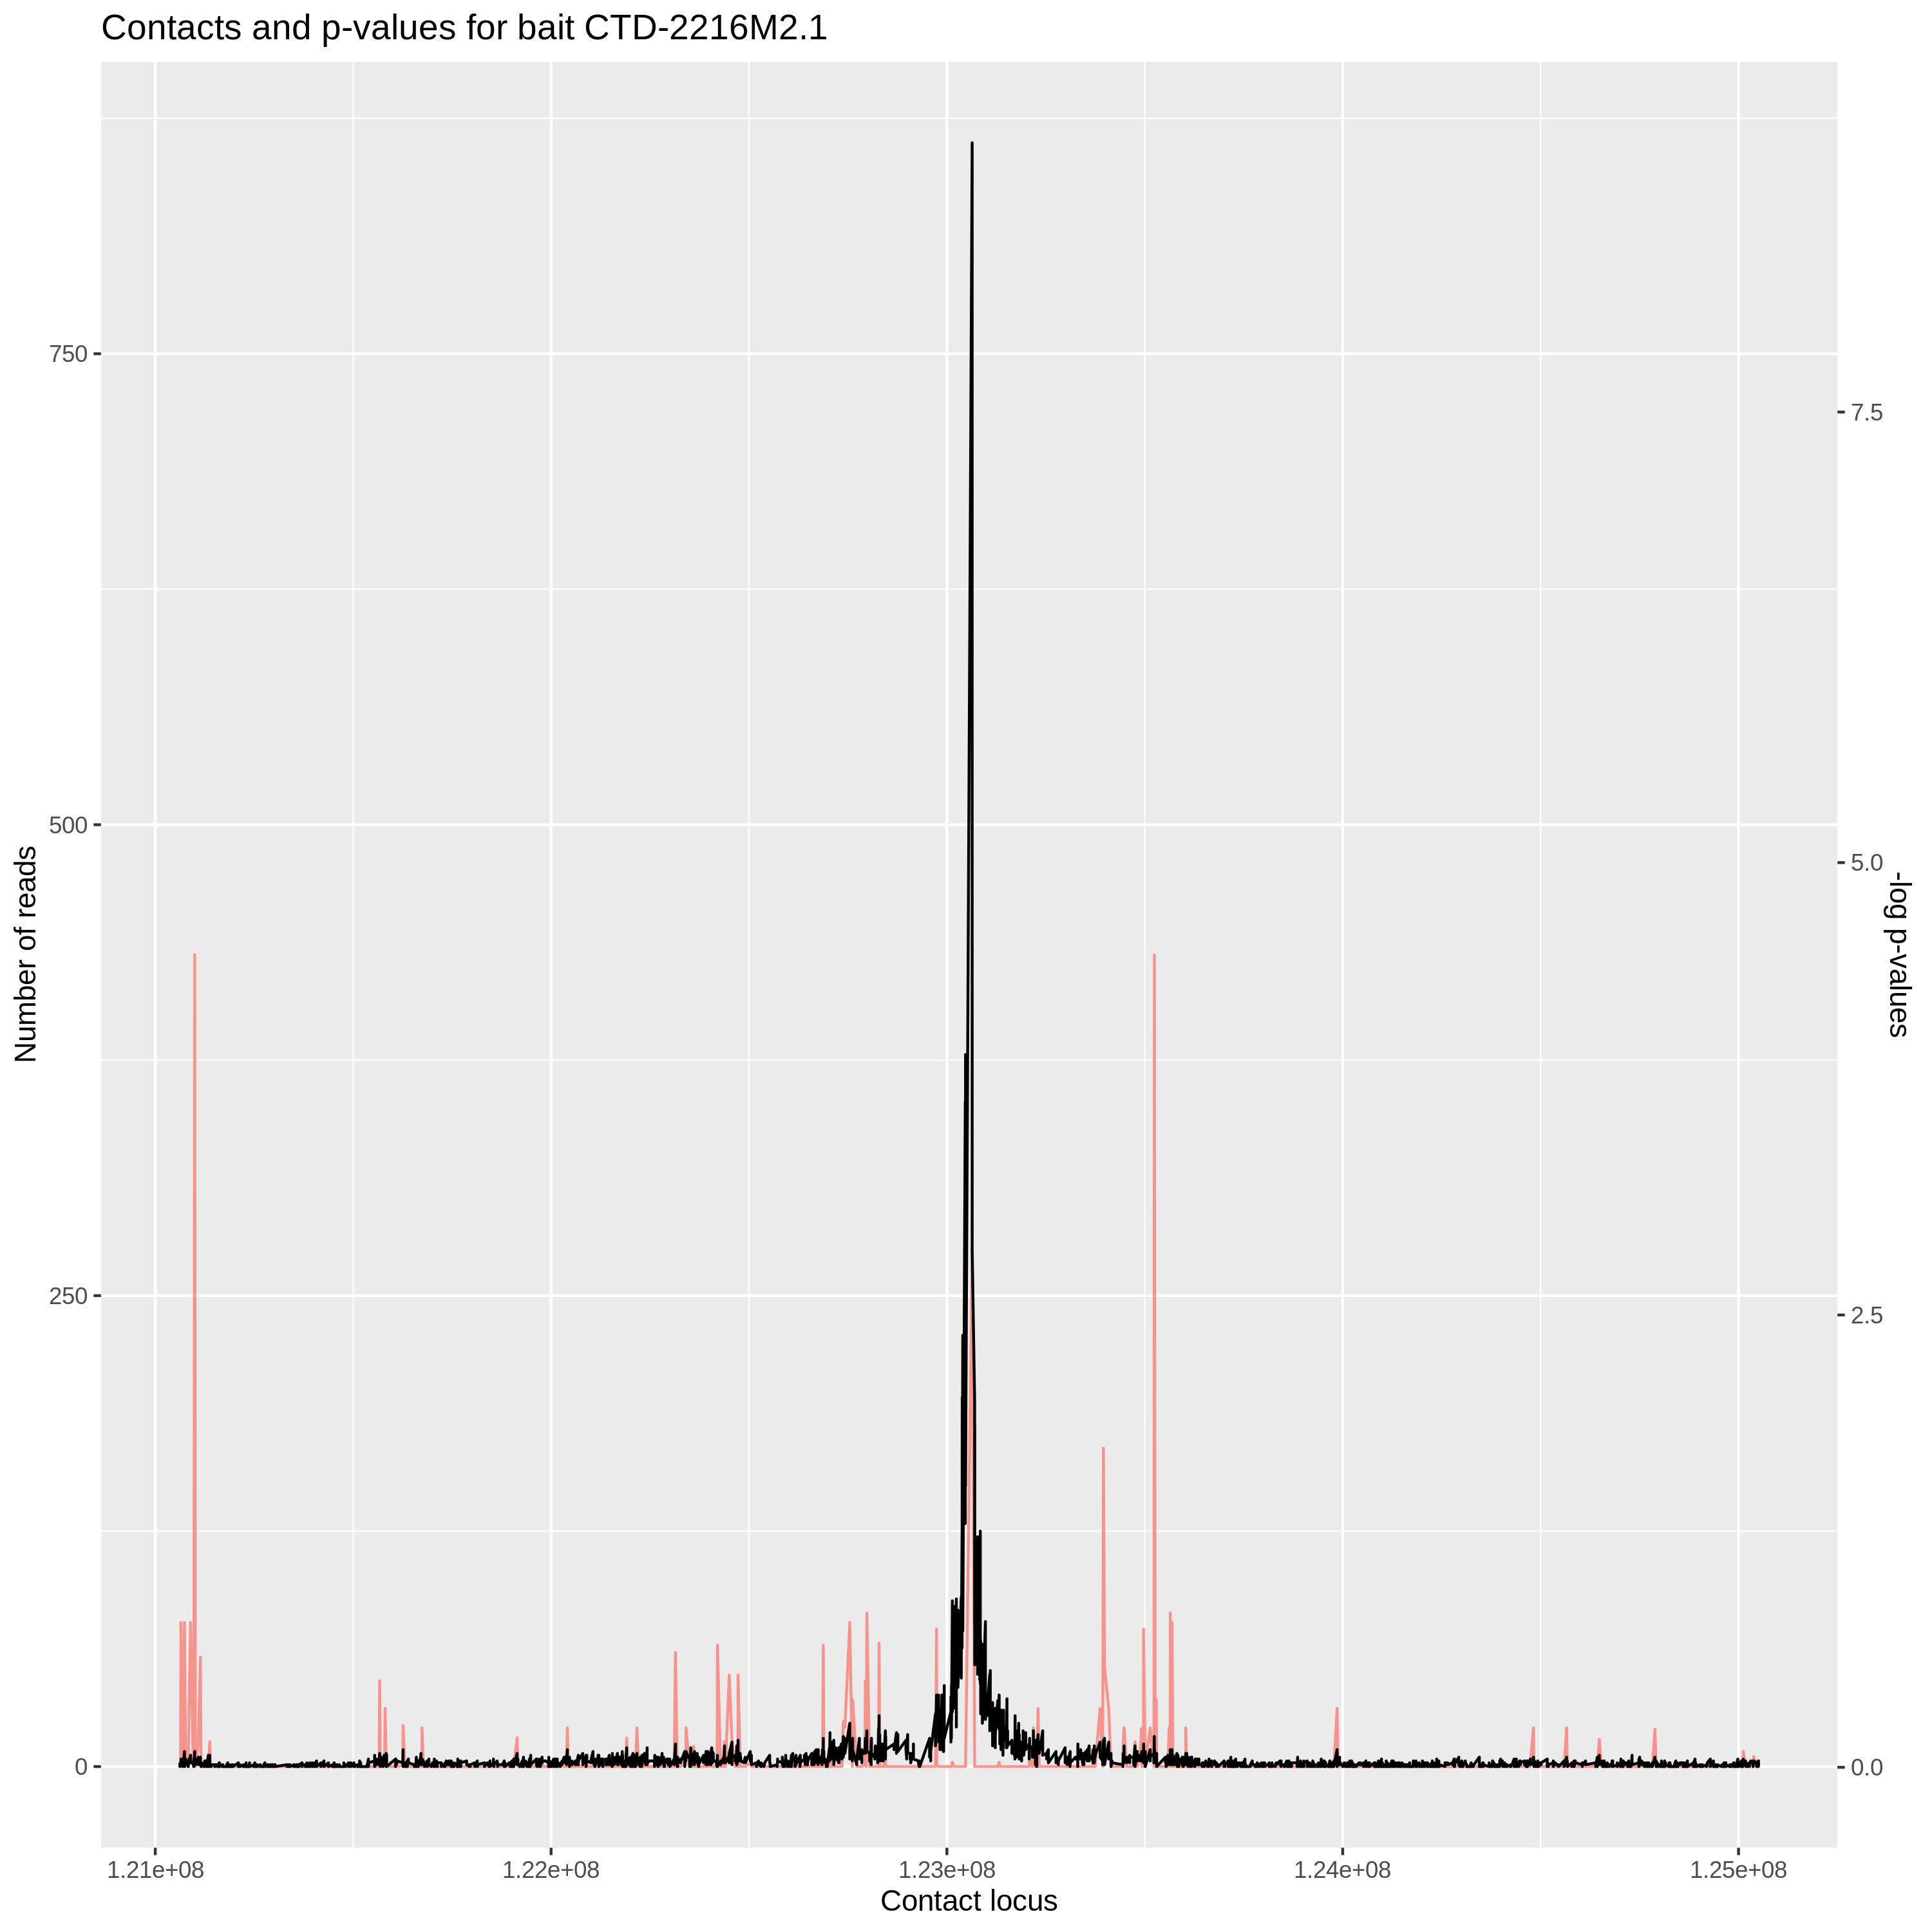 Contacts and p-values for bait CTD-2216M2.1
750
500
250
0
Number of reads
7.5
5.0
2.5
0.0
-log p-values
1.21e+08
1.22e+08
1.23e+08
1.24e+08
1.25e+08
Contact locus